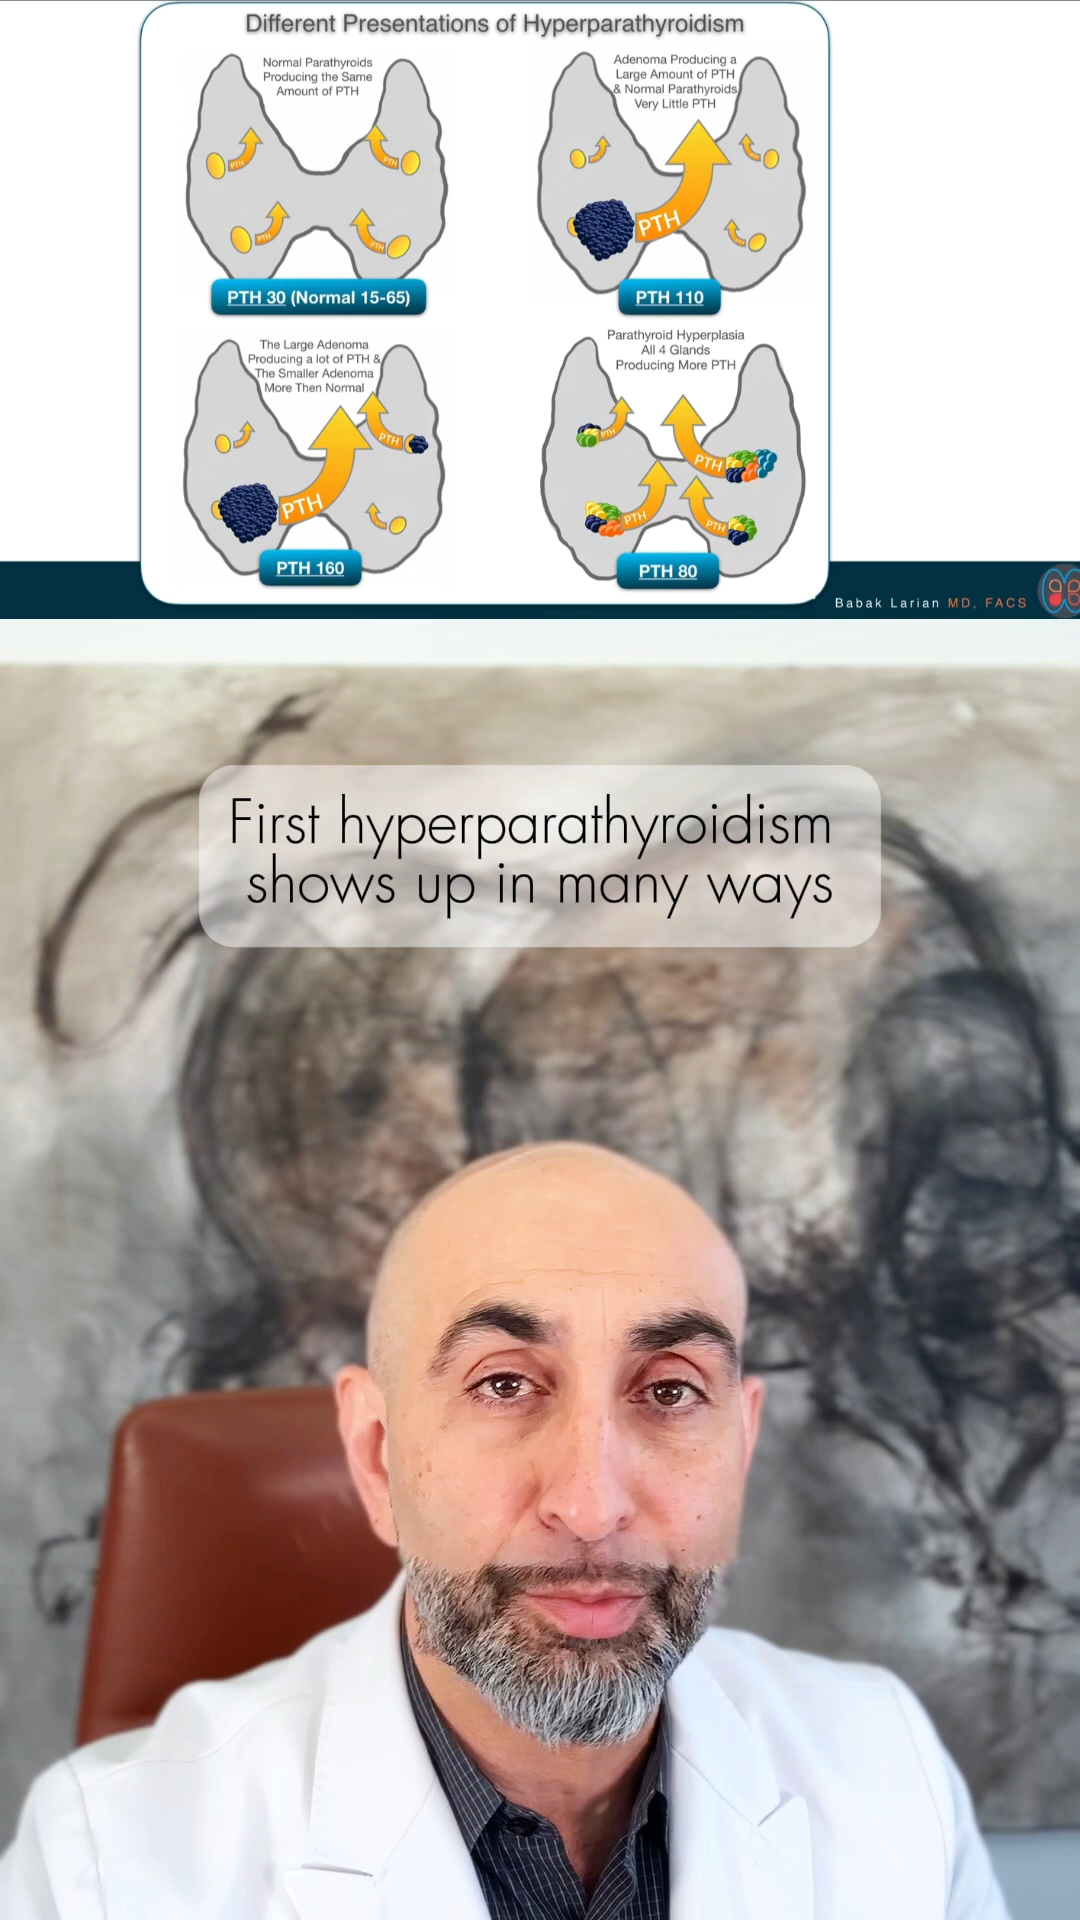 Different Presentations of Hyperparathyroidism
Normal Parathyroids
Producing the Same
Amount of PTH
PTH
PTH
PTH
PTH
PTH 30 (Normal 15-65)
Adenoma Producing a
Large Amount of PTH
& Normal Parathyroids
Very Little PTH
PTH
PTH
PTH
PTH
PTH 110
The Large Adenoma
Producing a lot of PTH &
The Smaller Adenoma
More Then Normal
PTH
PTH
PTH 160
Parathyroid Hyperplasia
All 4 Glands
Producing More PTH
PTH
PTH
PTH
PTH
PTH 80
Babak Larian MD, FACS
First hyperparathyroidism
shows up in many ways